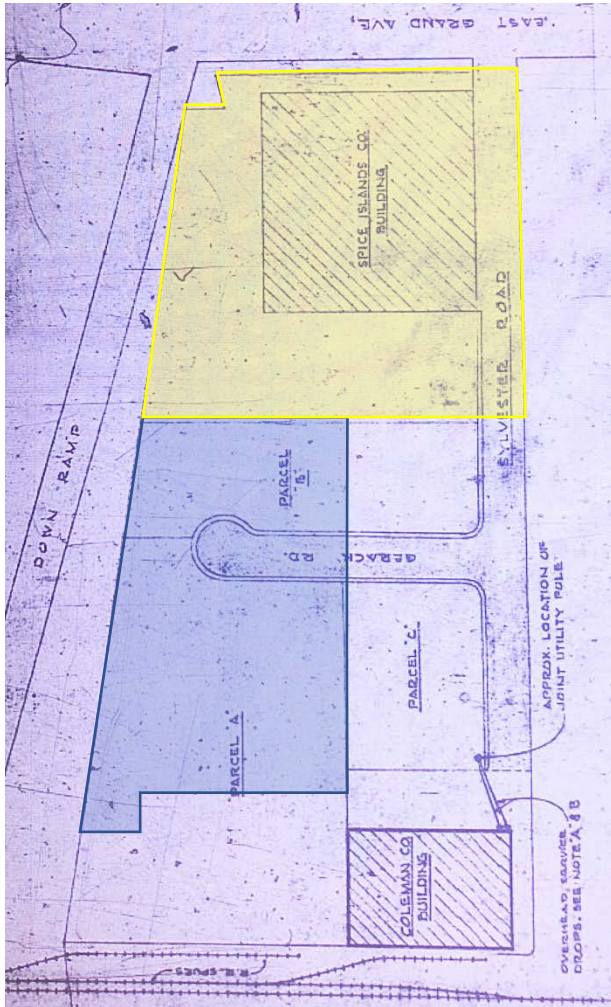 EAST
GRAND AVE,
SPICE ISLANDS CO.
BUILDING
SYLVESTER ROAD
DOWN RAMP
PARCEL
"B"
RD
PARCEL "C"
APPROX. LOCATION OF
JOINT UTILITY POLE
PARCEL "A"
COLEMAN CO
BUILDING
OVERHEAD SERVICE
DROPS. SEE NOTE A & B
R.R. SPURS